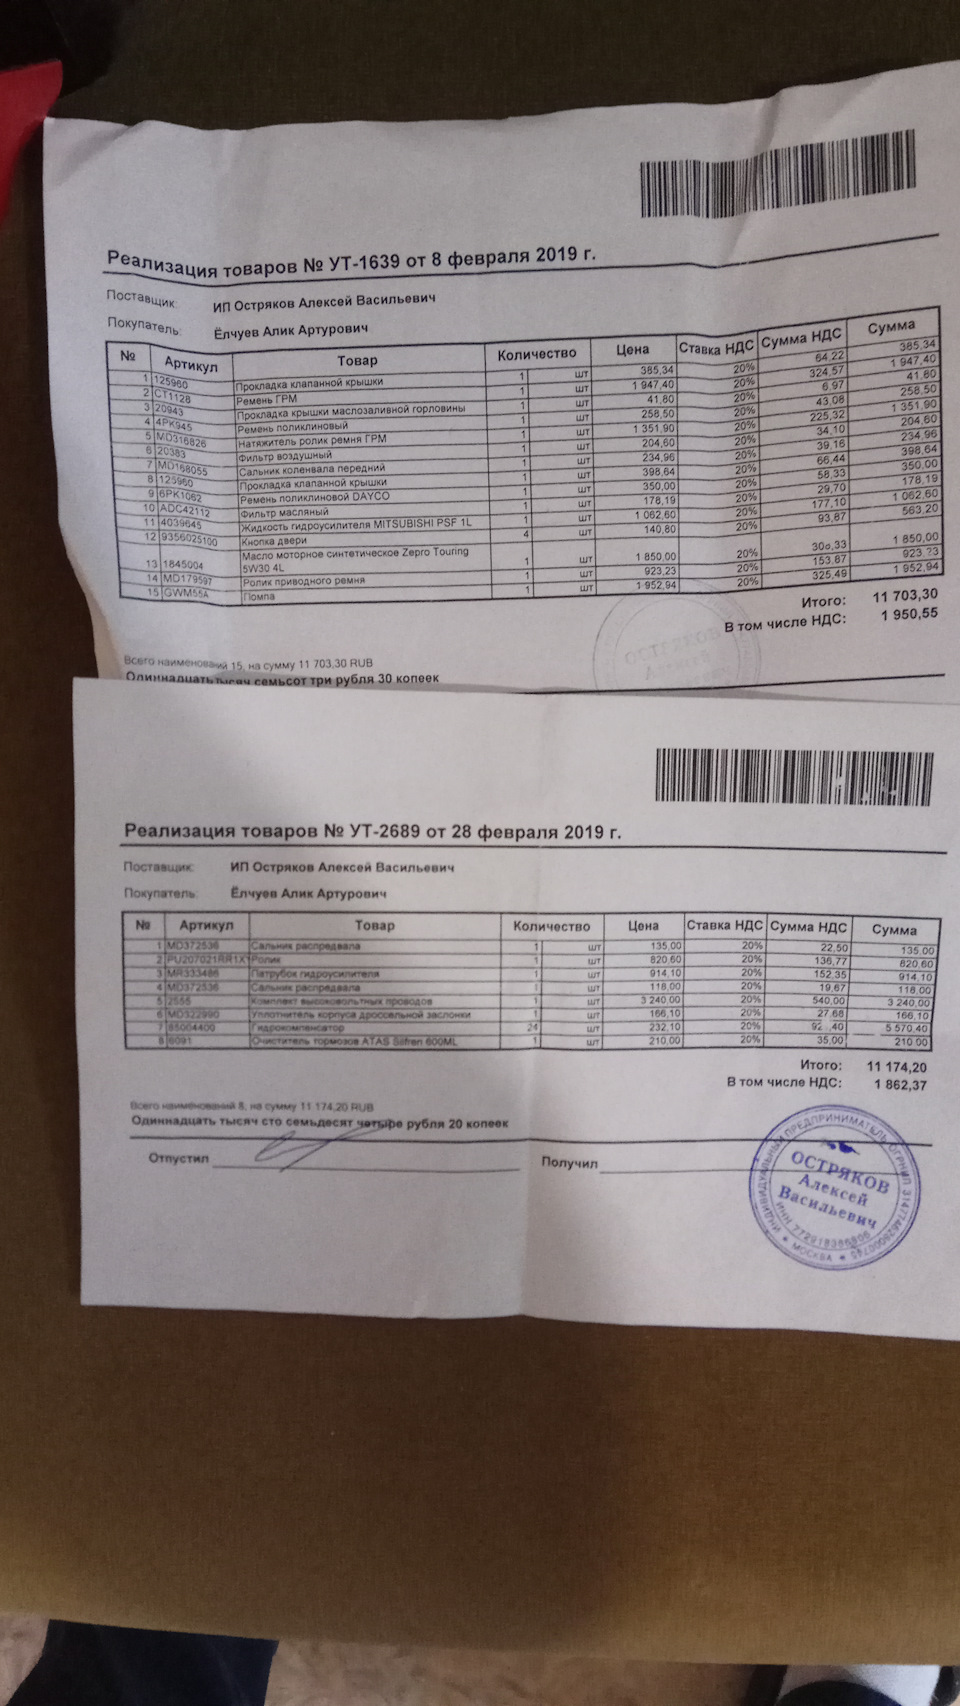 Реализация товаров № УТ-1639 от 8 февраля 2019 г.
Поставщик: ИП Остряков Алексей Васильевич
Покупатель: Ёлчуев Алик Артурович
№ Артикул Товар Количество Цена Ставка НДС Сумма НДС Сумма
1 125960 Прокладка клапанной крышки 1 шт 385,34 20% 64,22 385,34
2 CT1128 Ремень ГРМ 1 шт 1 947,40 20% 324,57 1 947,40
3 20943 Прокладка крышки маслозаливной горловины 1 шт 41,80 20% 6,97 41,80
4 4PK945 Ремень поликлиновый 1 шт 258,50 20% 43,08 258,50
5 MD316826 Натяжитель ролик ремня ГРМ 1 шт 1 351,90 20% 225,32 1 351,90
6 20383 Фильтр воздушный 1 шт 204,60 20% 34,10 204,60
7 MD168055 Сальник коленвала передний 1 шт 234,96 20% 39,16 234,96
8 125960 Прокладка клапанной крышки 1 шт 398,64 20% 66,44 398,64
9 6PK1062 Ремень поликлиновой DAYCO 1 шт 350,00 20% 58,33 350,00
10 ADC42112 Фильтр масляный 1 шт 178,19 20% 29,70 178,19
11 4039645 Жидкость гидроусилителя MITSUBISHI PSF 1L 1 шт 1 062,60 20% 177,10 1 062,60
12 9356025100 Кнопка двери 4 шт 140,80 20% 93,87 563,20
13 1845004 Масло моторное синтетическое Zepro Touring 5W30 4L 1 шт 1 850,00 20% 308,33 1 850,00
14 MD179597 Ролик приводного ремня 1 шт 923,23 20% 153,87 923,23
15 GWM55A Помпа 1 шт 1 952,94 20% 325,49 1 952,94
Итого: 11 703,30
В том числе НДС: 1 950,55
Всего наименований 15, на сумму 11 703,30 RUB
Одиннадцать тысяч семьсот три рубля 30 копеек
Реализация товаров № УТ-2689 от 28 февраля 2019 г.
Поставщик: ИП Остряков Алексей Васильевич
Покупатель: Ёлчуев Алик Артурович
№ Артикул Товар Количество Цена Ставка НДС Сумма НДС Сумма
1 MD372536 Сальник распредвала 1 шт 135,00 20% 22,50 135,00
2 PU207021RR1X Ролик 1 шт 820,60 20% 136,77 820,60
3 MR333486 Патрубок гидроусилителя 1 шт 914,10 20% 152,35 914,10
4 MD372536 Сальник распредвала 1 шт 118,00 20% 19,67 118,00
5 2555 Комплект высоковольтных проводов 1 шт 3 240,00 20% 540,00 3 240,00
6 MD322990 Уплотнитель корпуса дроссельной заслонки 1 шт 166,10 20% 27,68 166,10
7 85004400 Гидрокомпенсатор 24 шт 232,10 20% 5 570,40
8 6091 Очиститель тормозов ATAS 600ML 1 шт 210,00 20% 35,00 210,00
Итого: 11 174,20
В том числе НДС: 1 862,37
Всего наименований 8, на сумму 11 174,20 RUB
Одиннадцать тысяч сто семьдесят четыре рубля 20 копеек
Отпустил Получил
ИНДИВИДУАЛЬНЫЙ ПРЕДПРИНИМАТЕЛЬ ОГРНИП
ОСТРЯКОВ
Алексей
Васильевич
ИНН
МОСКВА